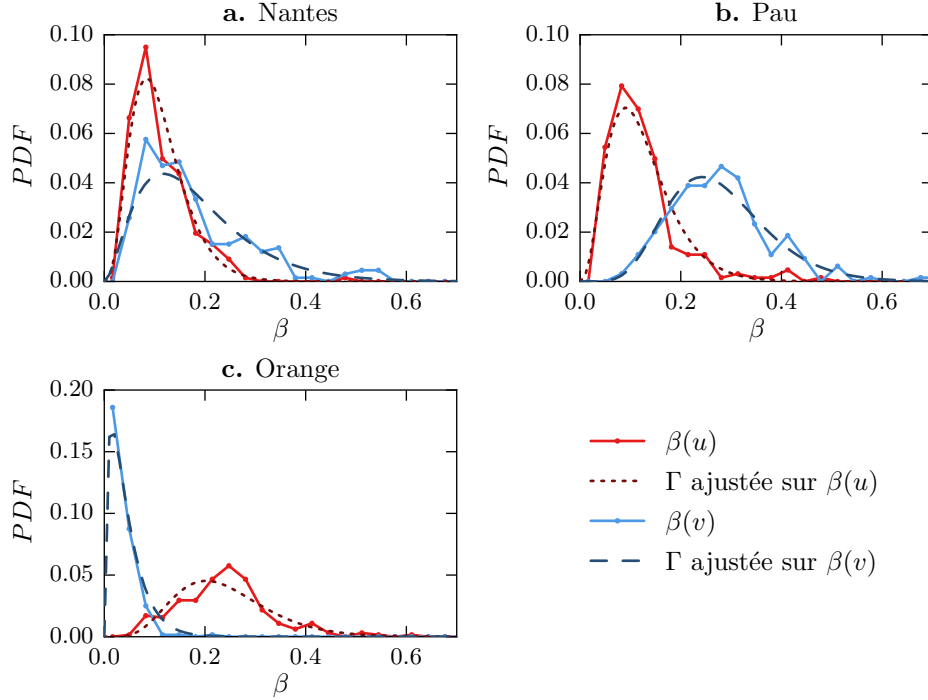 a. Nantes
0.10
0.08
0.06
0.04
0.02
0.00
PDF
0.0 0.2 0.4 0.6
β
b. Pau
0.10
0.08
0.06
0.04
0.02
0.00
PDF
0.0 0.2 0.4 0.6
β
c. Orange
0.20
0.15
0.10
0.05
0.00
PDF
0.0 0.2 0.4 0.6
β
β(u)
Γ ajustée sur β(u)
β(v)
Γ ajustée sur β(v)